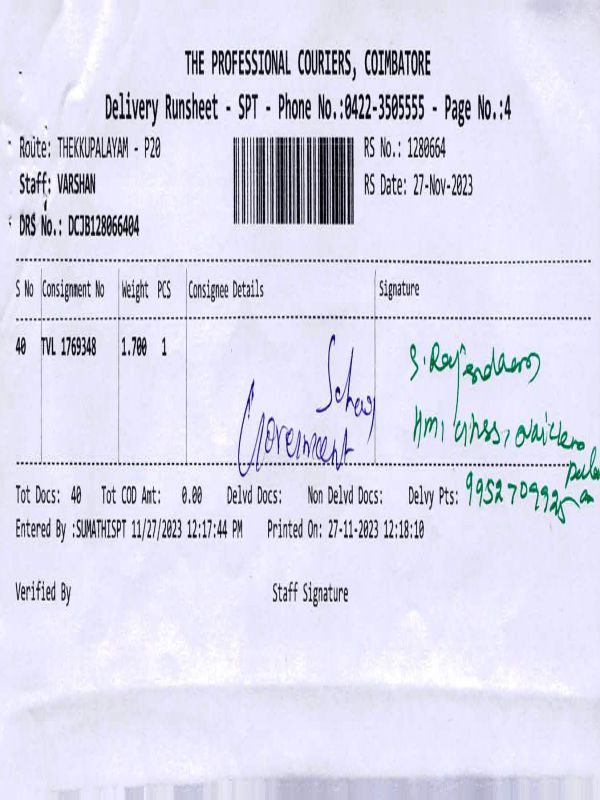 THE PROFESSIONAL COURIERS, COIMBATORE
Delivery Runsheet - SPT - Phone No.:0422-3505555 - Page No.:4
Route: THEKKUPALAYAM - P20
RS No.: 1280664
Staff: VARSHAN
RS Date: 27-Nov-2023
DRS No.: DCJB128066404
S No Consignment No Weight PCS Consignee Details Signature
40 TVL 1769348 1.700 1
School
Government
S. Rajendran
HM, GHSS,
9952709925
Tot Docs: 40 Tot COD Amt: 0.00 Delvd Docs: Non Delvd Docs: Delvy Pts:
Entered By :SUMATHISPT 11/27/2023 12:17:44 PM Printed On: 27-11-2023 12:18:10
Verified By Staff Signature